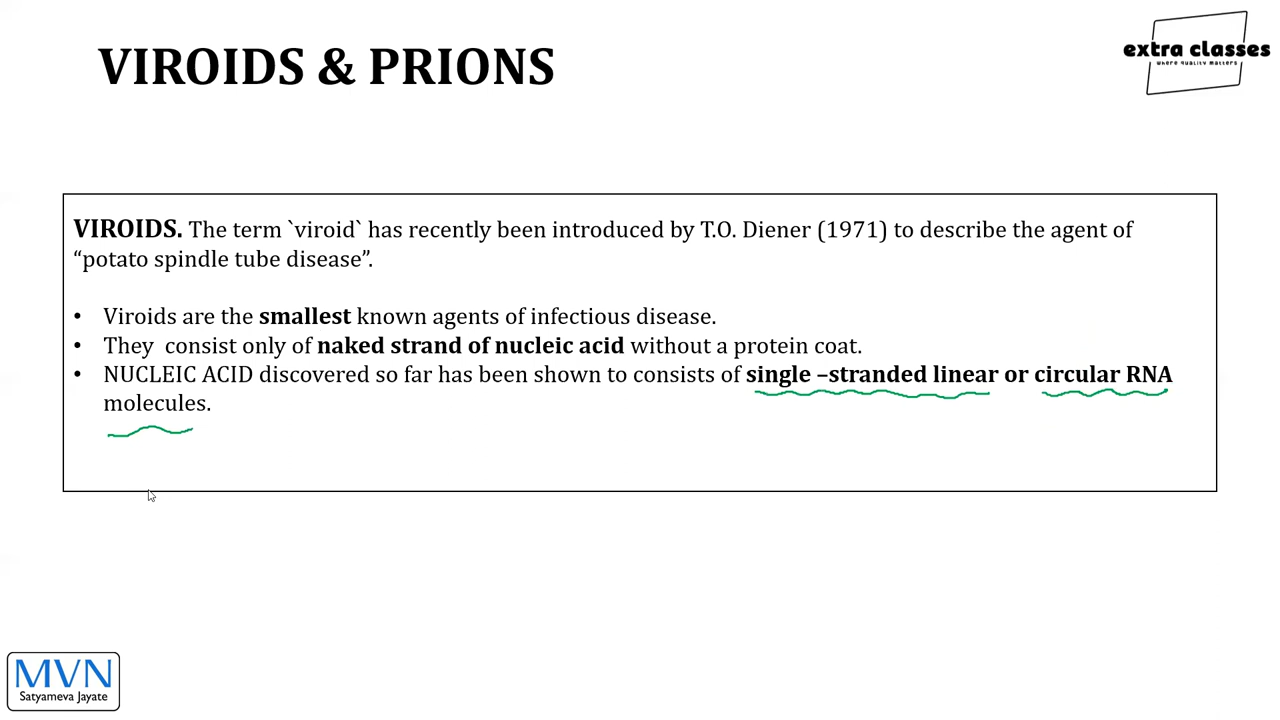 VIROIDS & PRIONS
extra classes
where quality matters
VIROIDS. The term `viroid` has recently been introduced by T.O. Diener (1971) to describe the agent of
“potato spindle tube disease”.
• Viroids are the smallest known agents of infectious disease.
• They consist only of naked strand of nucleic acid without a protein coat.
• NUCLEIC ACID discovered so far has been shown to consists of single –stranded linear or circular RNA
molecules.
MVN
Satyameva Jayate